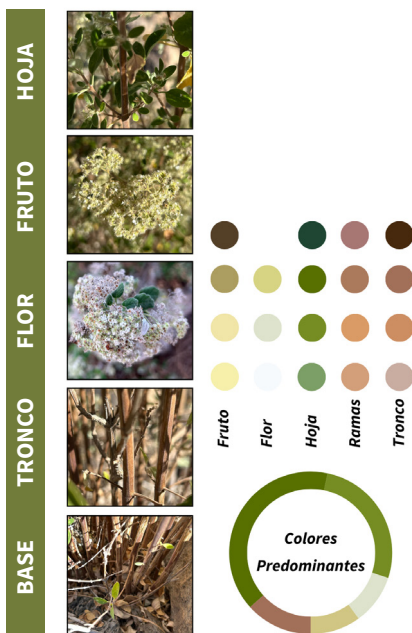 HOJA
FRUTO
FLOR
TRONCO
BASE
Fruto
Flor
Hoja
Ramas
Tronco
Colores
Predominantes